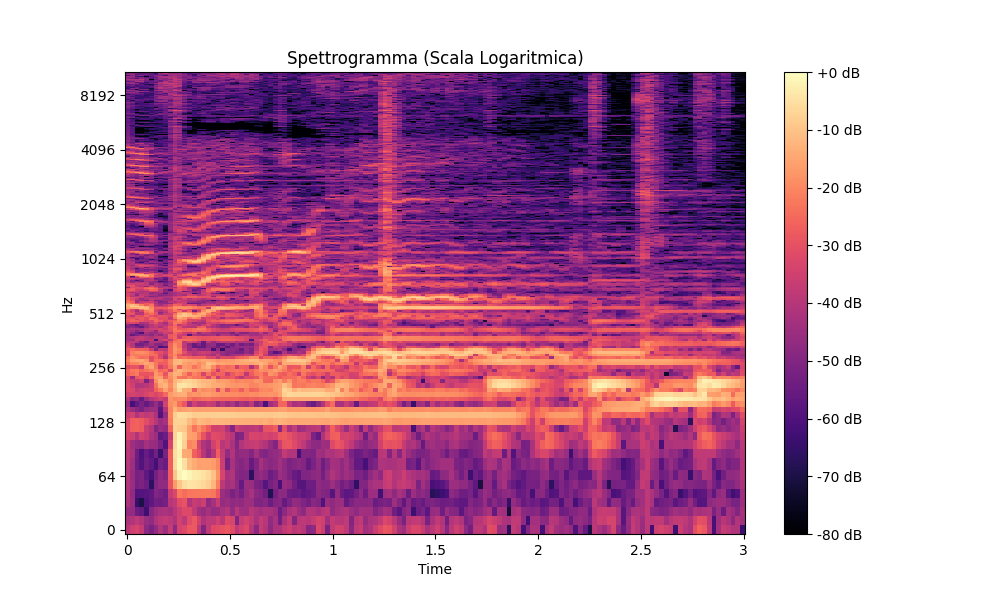 Spettrogramma (Scala Logaritmica)
Hz
8192
4096
2048
1024
512
256
128
64
0
0
0.5
1
1.5
2
2.5
3
Time
+0 dB
-10 dB
-20 dB
-30 dB
-40 dB
-50 dB
-60 dB
-70 dB
-80 dB